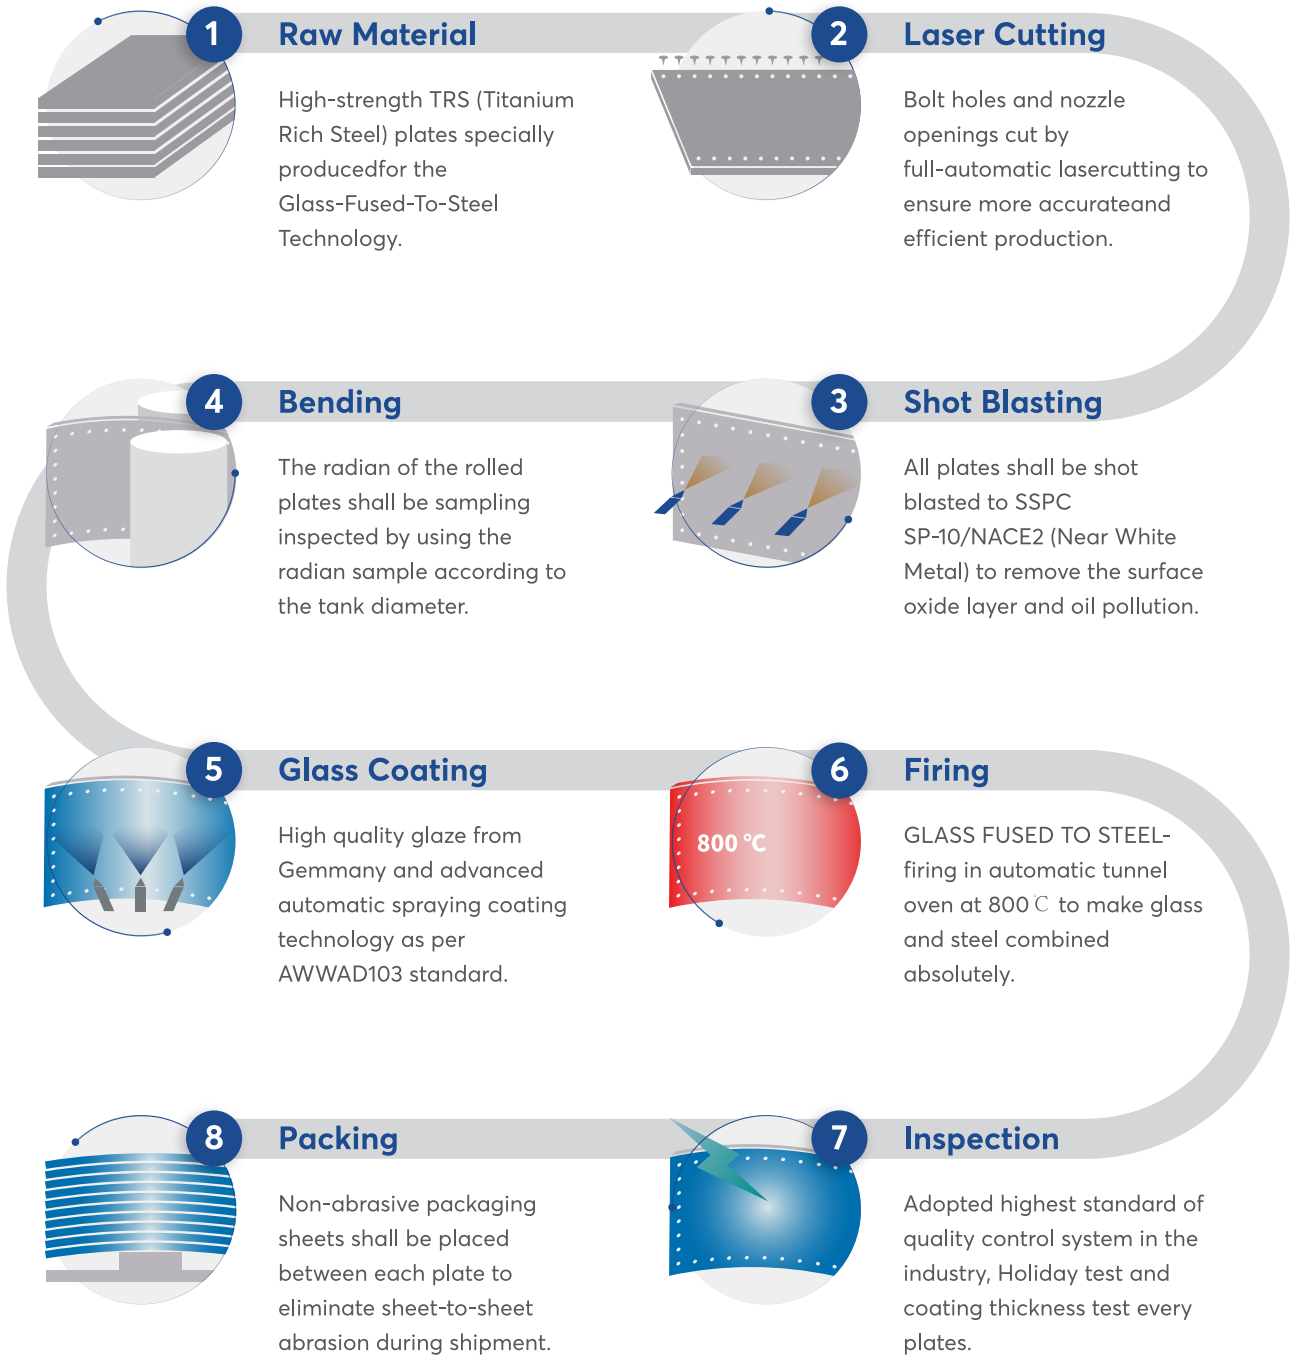 1
Raw Material
High-strength TRS (Titanium
Rich Steel) plates specially
producedfor the
Glass-Fused-To-Steel
Technology.
2
Laser Cutting
Bolt holes and nozzle
openings cut by
full-automatic lasercutting to
ensure more accurateand
efficient production.
3
Shot Blasting
All plates shall be shot
blasted to SSPC
SP-10/NACE2 (Near White
Metal) to remove the surface
oxide layer and oil pollution.
4
Bending
The radian of the rolled
plates shall be sampling
inspected by using the
radian sample according to
the tank diameter.
5
Glass Coating
High quality glaze from
Gemmany and advanced
automatic spraying coating
technology as per
AWWAD103 standard.
6
Firing
800 °C
GLASS FUSED TO STEEL-
firing in automatic tunnel
oven at 800℃ to make glass
and steel combined
absolutely.
7
Inspection
Adopted highest standard of
quality control system in the
industry, Holiday test and
coating thickness test every
plates.
8
Packing
Non-abrasive packaging
sheets shall be placed
between each plate to
eliminate sheet-to-sheet
abrasion during shipment.